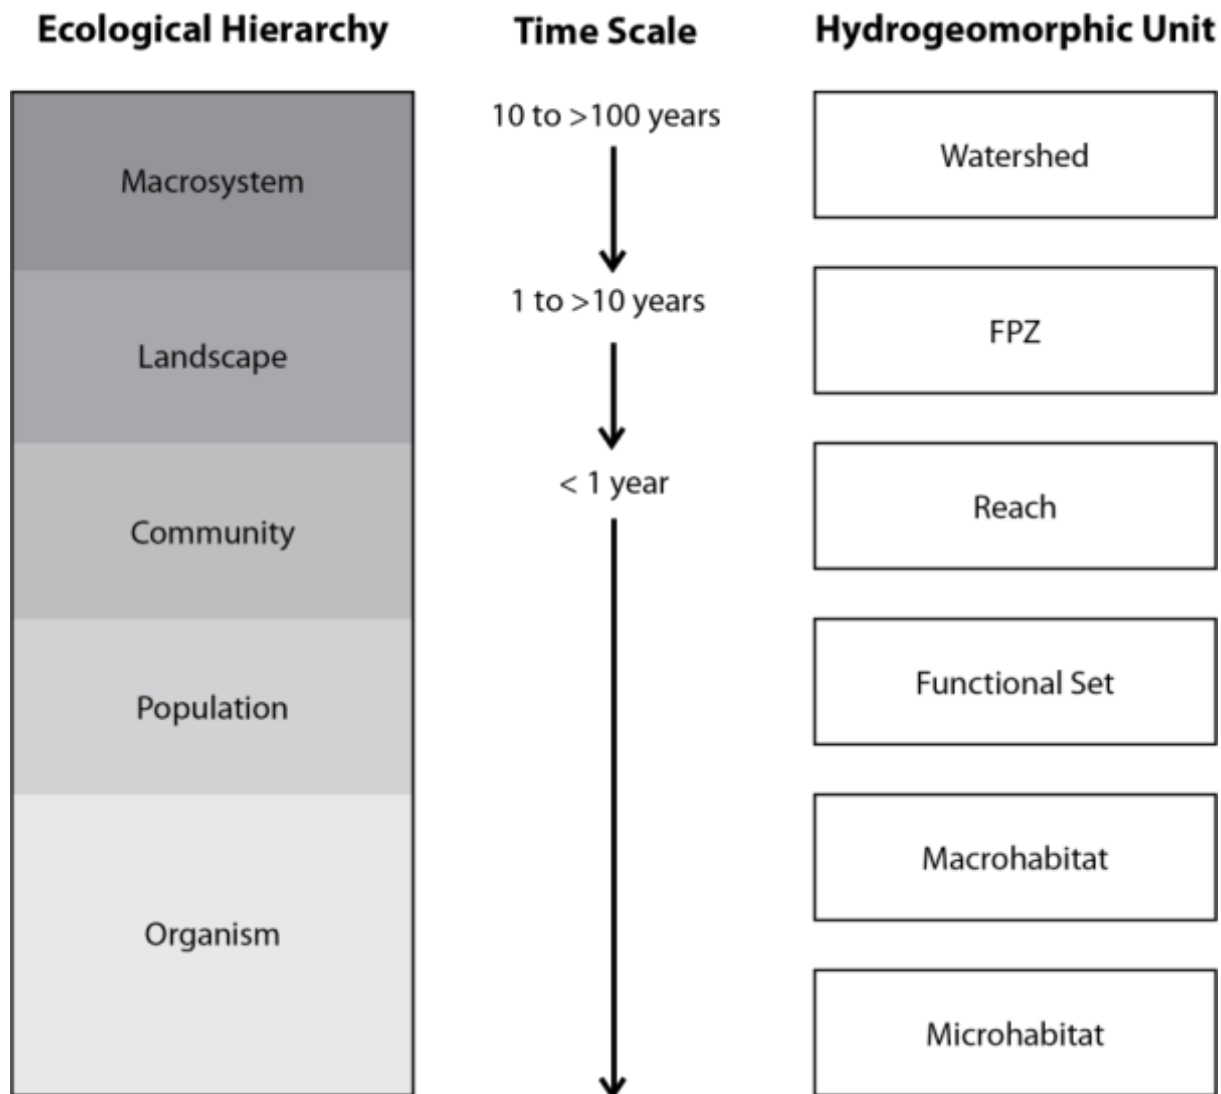 Ecological Hierarchy
Time Scale
Hydrogeomorphic Unit
Macrosystem
Landscape
Community
Population
Organism
10 to >100 years
1 to >10 years
< 1 year
Watershed
FPZ
Reach
Functional Set
Macrohabitat
Microhabitat